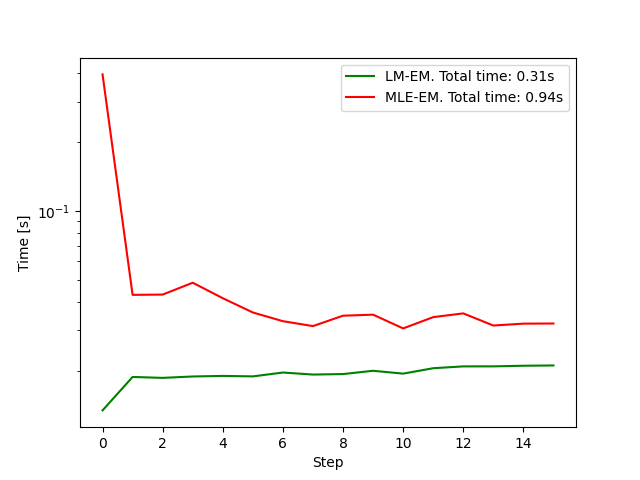 LM-EM. Total time: 0.31s
MLE-EM. Total time: 0.94s
10⁻¹
Time [s]
0 2 4 6 8 10 12 14
Step